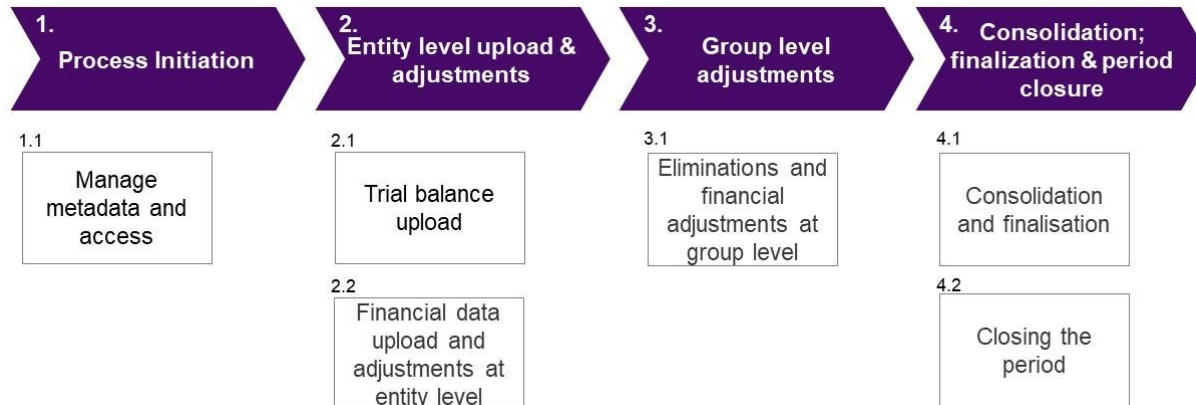 1.
Process Initiation
2.
Entity level upload &
adjustments
3.
Group level
adjustments
4.
Consolidation;
finalization & period
closure
1.1
Manage
metadata and
access
2.1
Trial balance
upload
2.2
Financial data
upload and
adjustments at
entity level
3.1
Eliminations and
financial
adjustments at
group level
4.1
Consolidation
and finalisation
4.2
Closing the
period